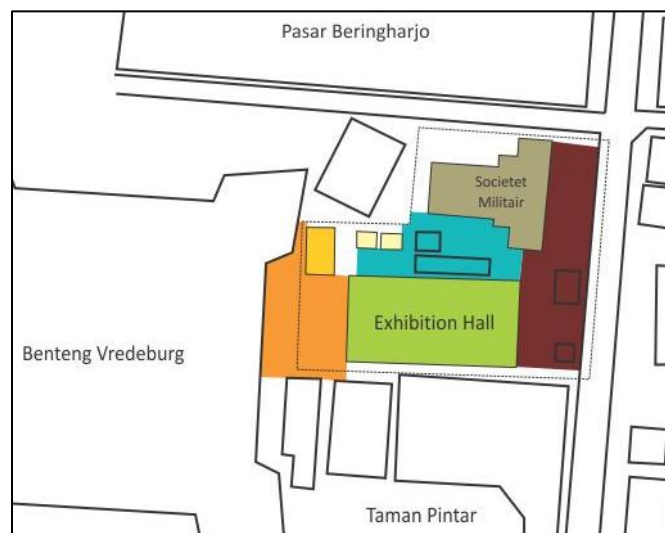 Pasar Beringharjo
Societet
Militair
Exhibition Hall
Benteng Vredeburg
Taman Pintar